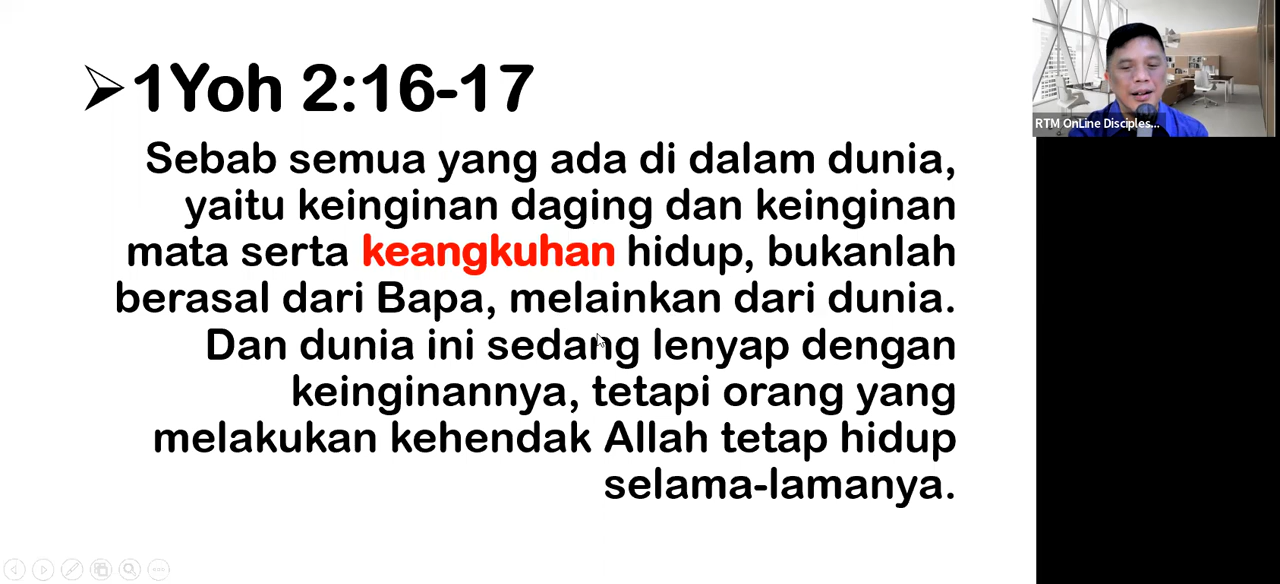 1Yoh 2:16-17
Sebab semua yang ada di dalam dunia,
yaitu keinginan daging dan keinginan
mata serta keangkuhan hidup, bukanlah
berasal dari Bapa, melainkan dari dunia.
Dan dunia ini sedang lenyap dengan
keinginannya, tetapi orang yang
melakukan kehendak Allah tetap hidup
selama-lamanya.
RTM OnLine Disciples...